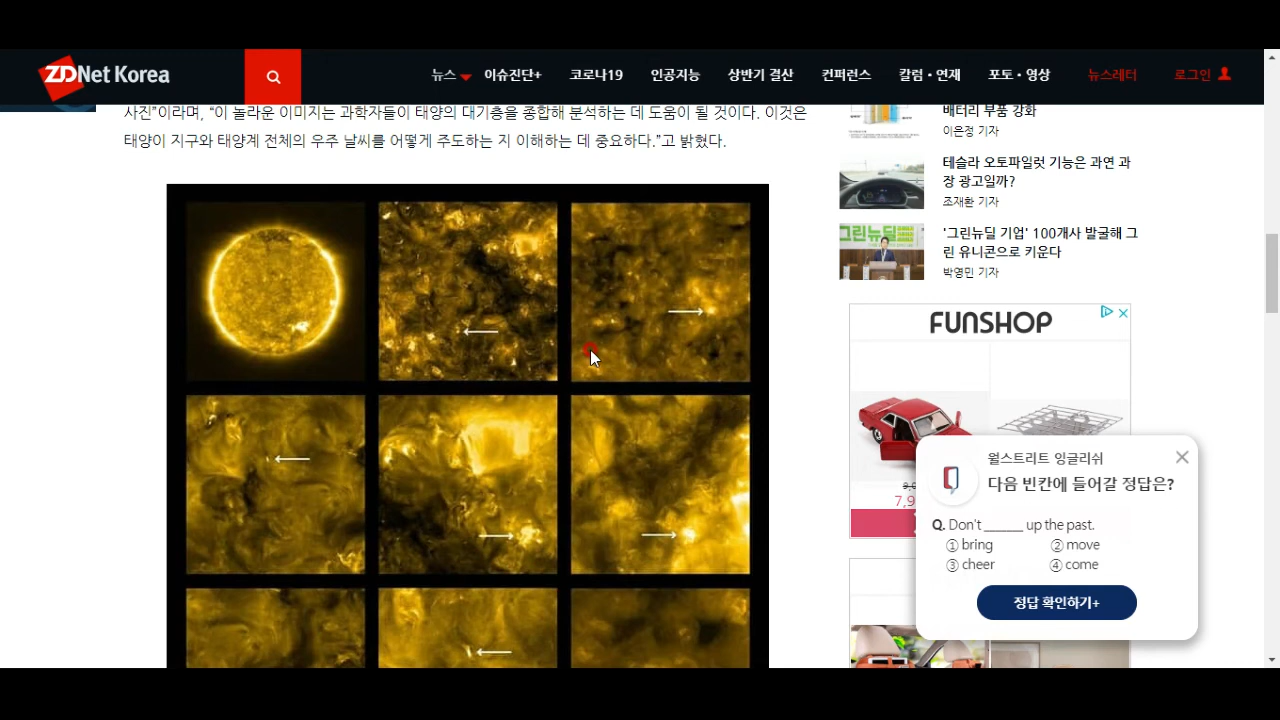 ZDNet Korea
뉴스 이슈진단+ 코로나19 인공지능 상반기 결산 컨퍼런스 칼럼・연재 포토・영상 뉴스레터 로그인
사진”이라며, “이 놀라운 이미지는 과학자들이 태양의 대기층을 종합해 분석하는 데 도움이 될 것이다. 이것은
태양이 지구와 태양계 전체의 우주 날씨를 어떻게 주도하는 지 이해하는 데 중요하다.”고 밝혔다.
배터리 부품 강화
이은정 기자
테슬라 오토파일럿 기능은 과연 과
장 광고일까?
조재환 기자
그린뉴딜
'그린뉴딜 기업' 100개사 발굴해 그
린 유니콘으로 키운다
박영민 기자
FUNSHOP
월스트리트 잉글리쉬
다음 빈칸에 들어갈 정답은?
Q. Don't ______ up the past.
① bring ② move
③ cheer ④ come
정답 확인하기+